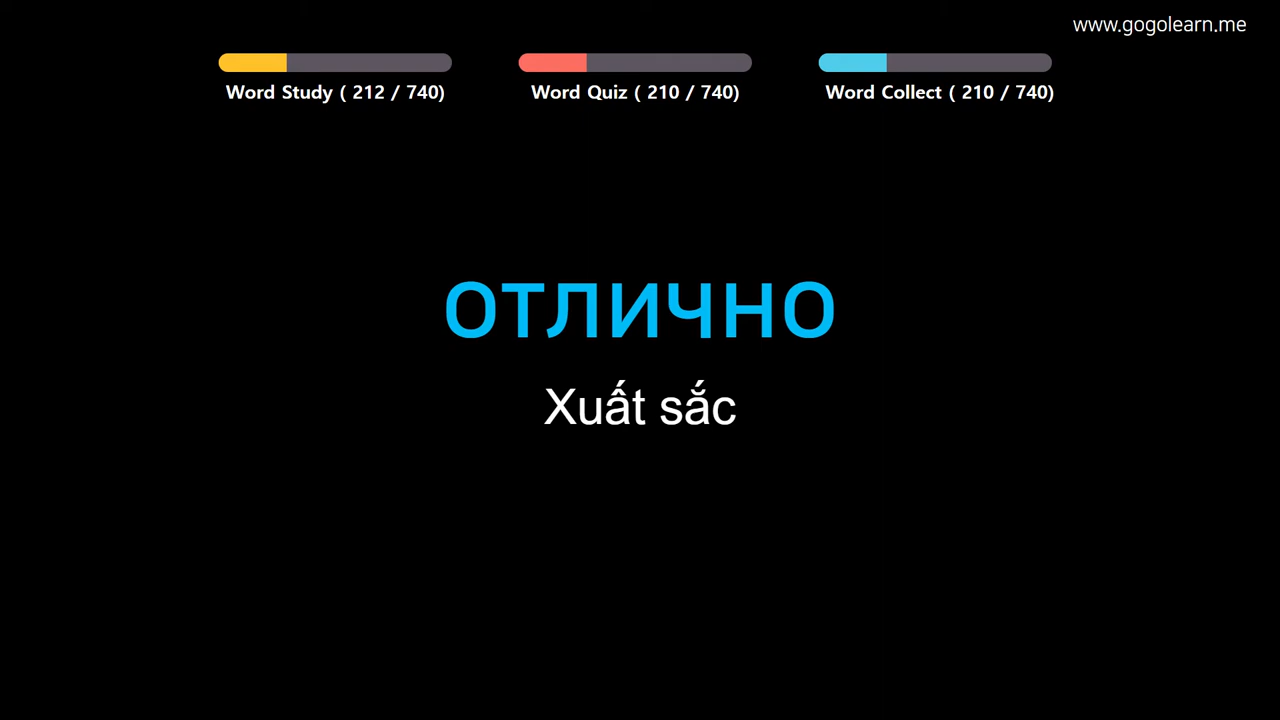 www.gogolearn.me
Word Study ( 212 / 740)
Word Quiz ( 210 / 740)
Word Collect ( 210 / 740)
отлично
Xuất sắc